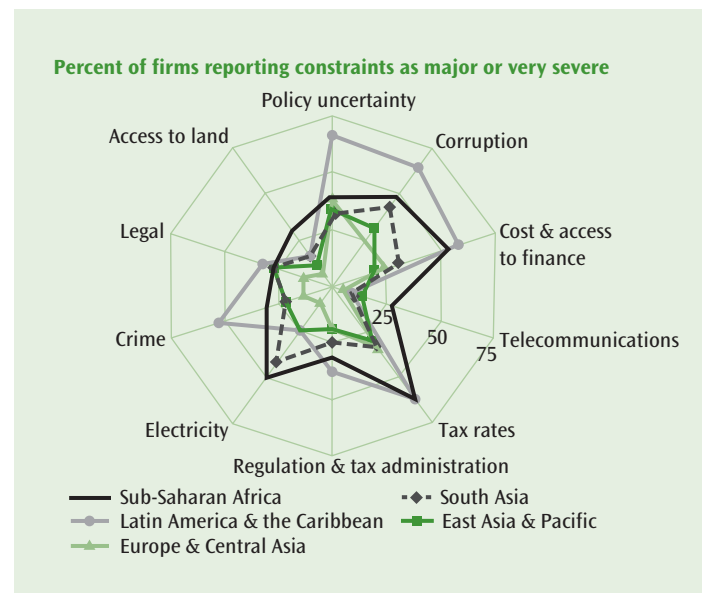 Percent of firms reporting constraints as major or very severe
Policy uncertainty
Access to land
Corruption
Legal
Cost & access
to finance
25
50
75
Crime
Telecommunications
Electricity
Tax rates
Regulation & tax administration
Sub-Saharan Africa
South Asia
Latin America & the Caribbean
East Asia & Pacific
Europe & Central Asia